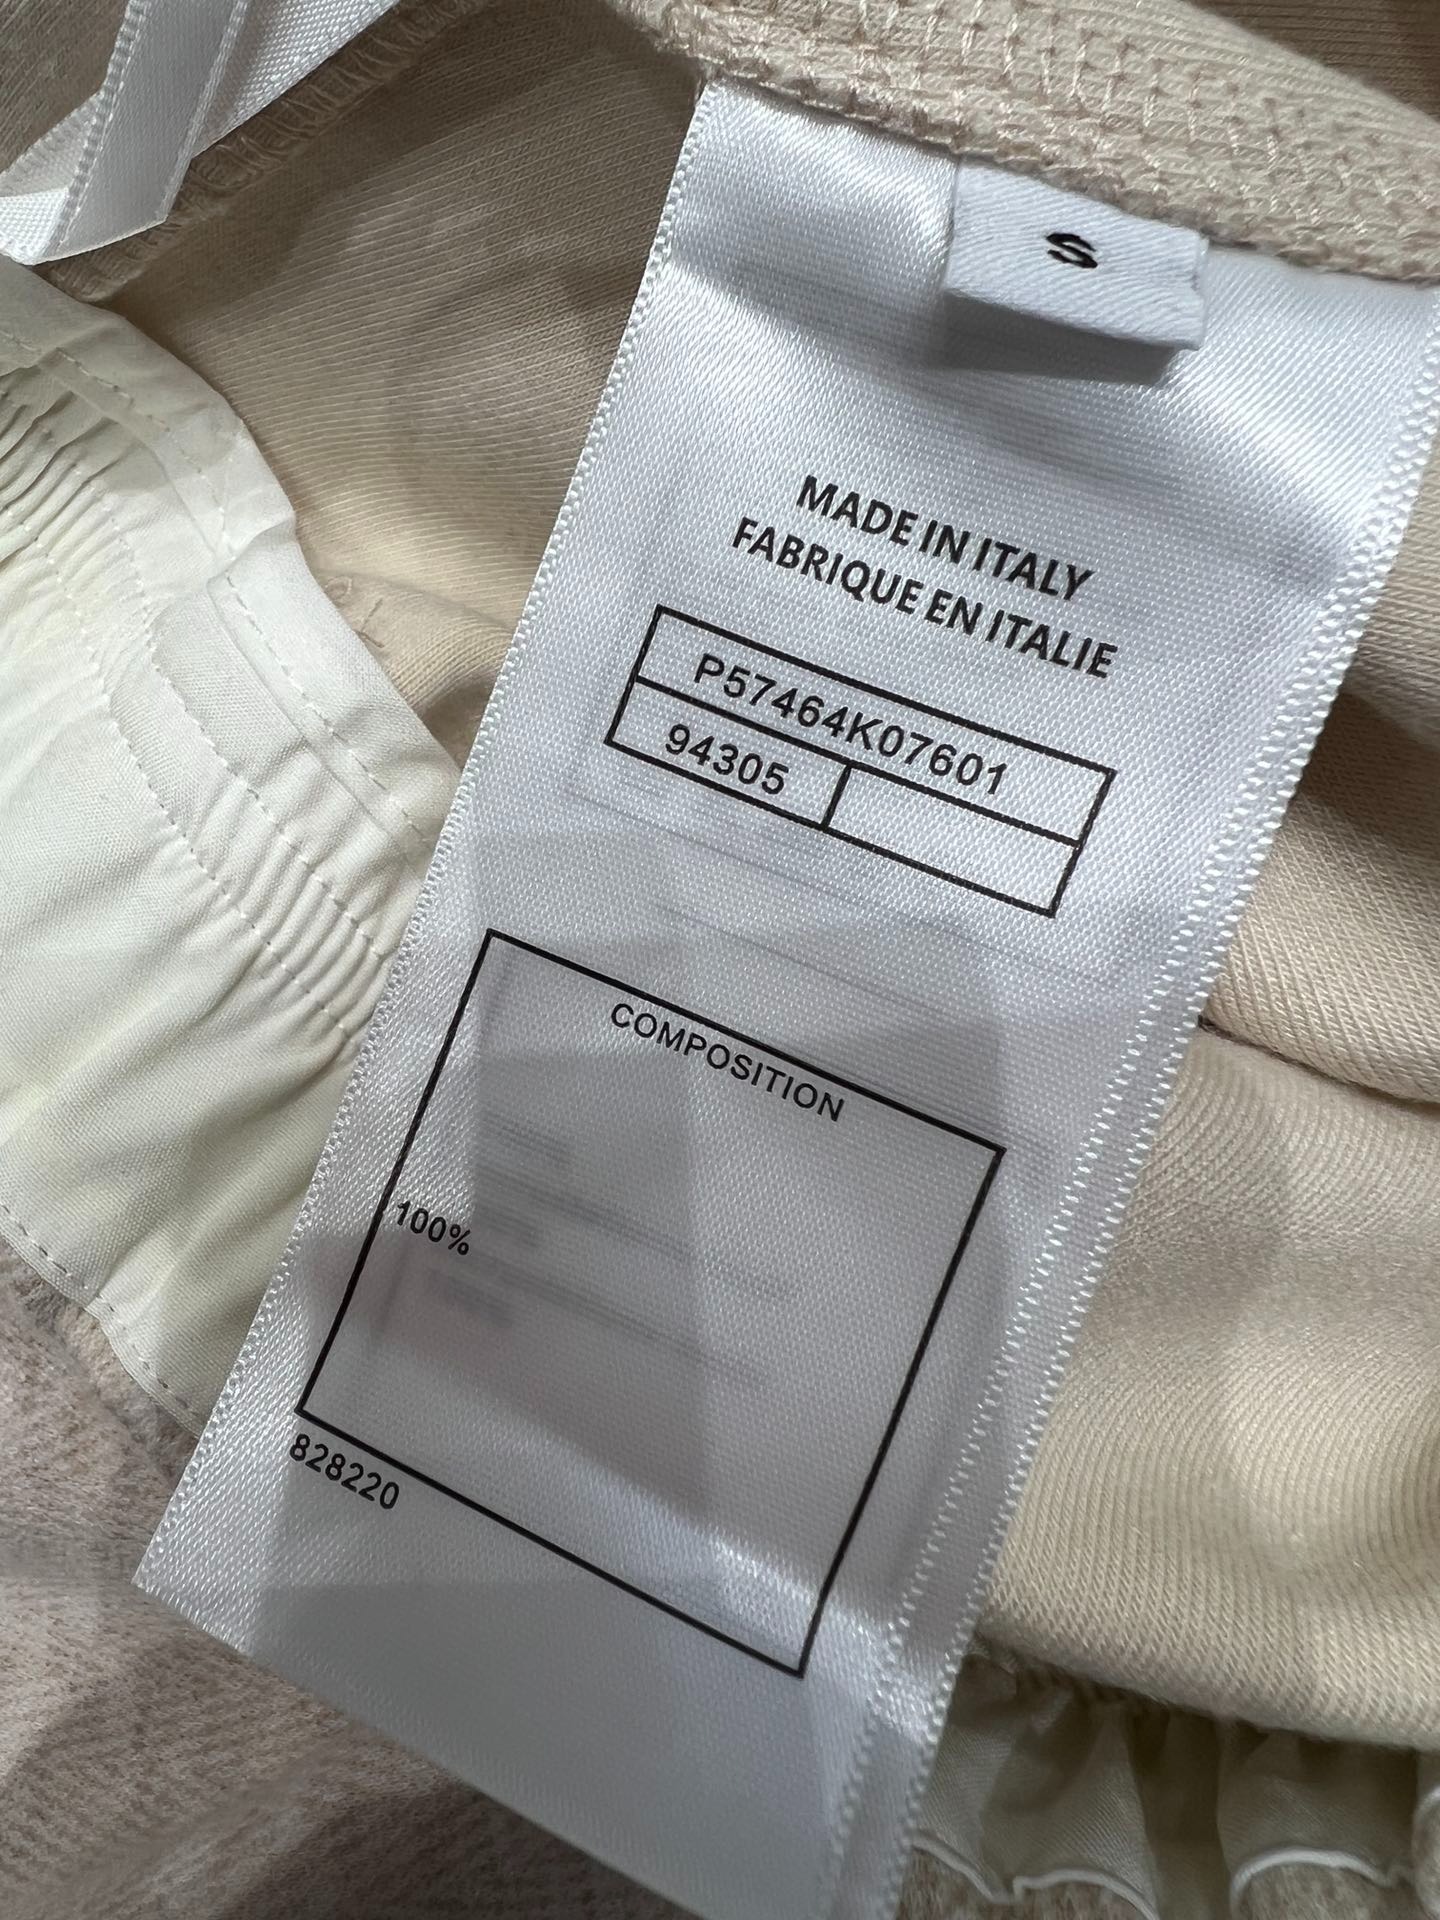 S
MADE IN ITALY
FABRIQUE EN ITALIE
P57464K07601
94305
COMPOSITION
100%
828220